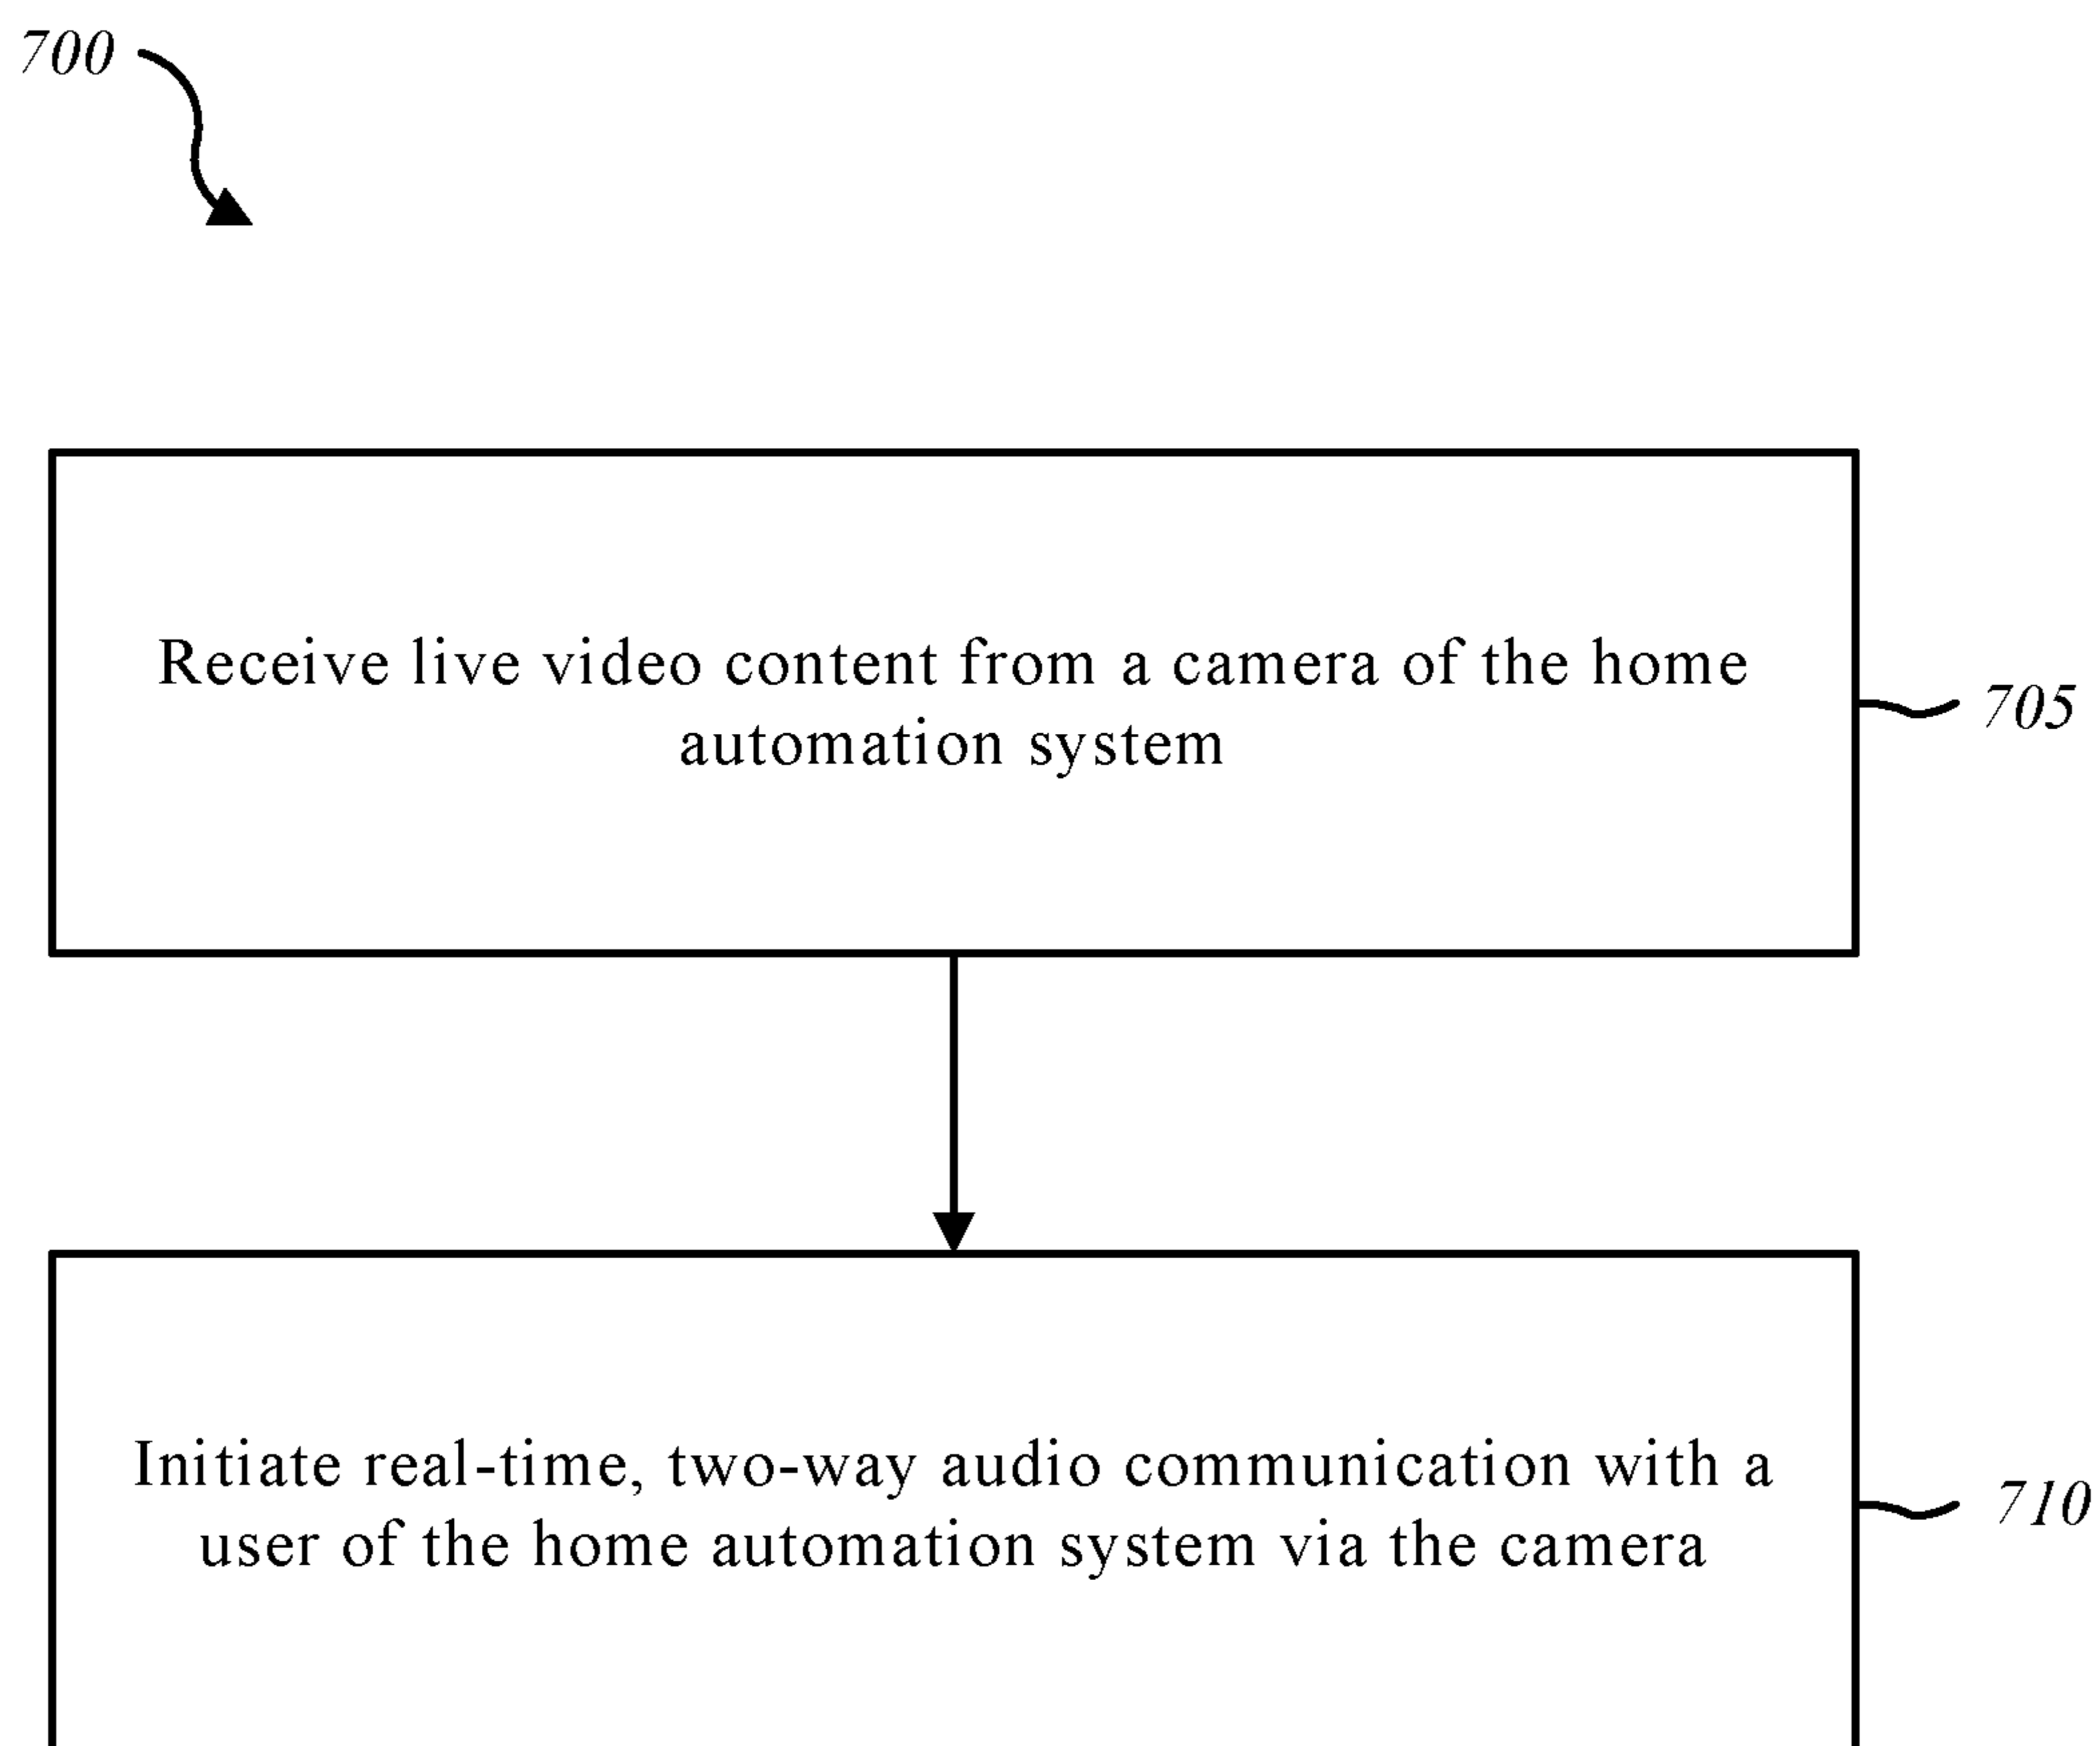 700
Receive live video content from a camera of the home
automation system
705
Initiate real-time, two-way audio communication with a
user of the home automation system via the camera
710